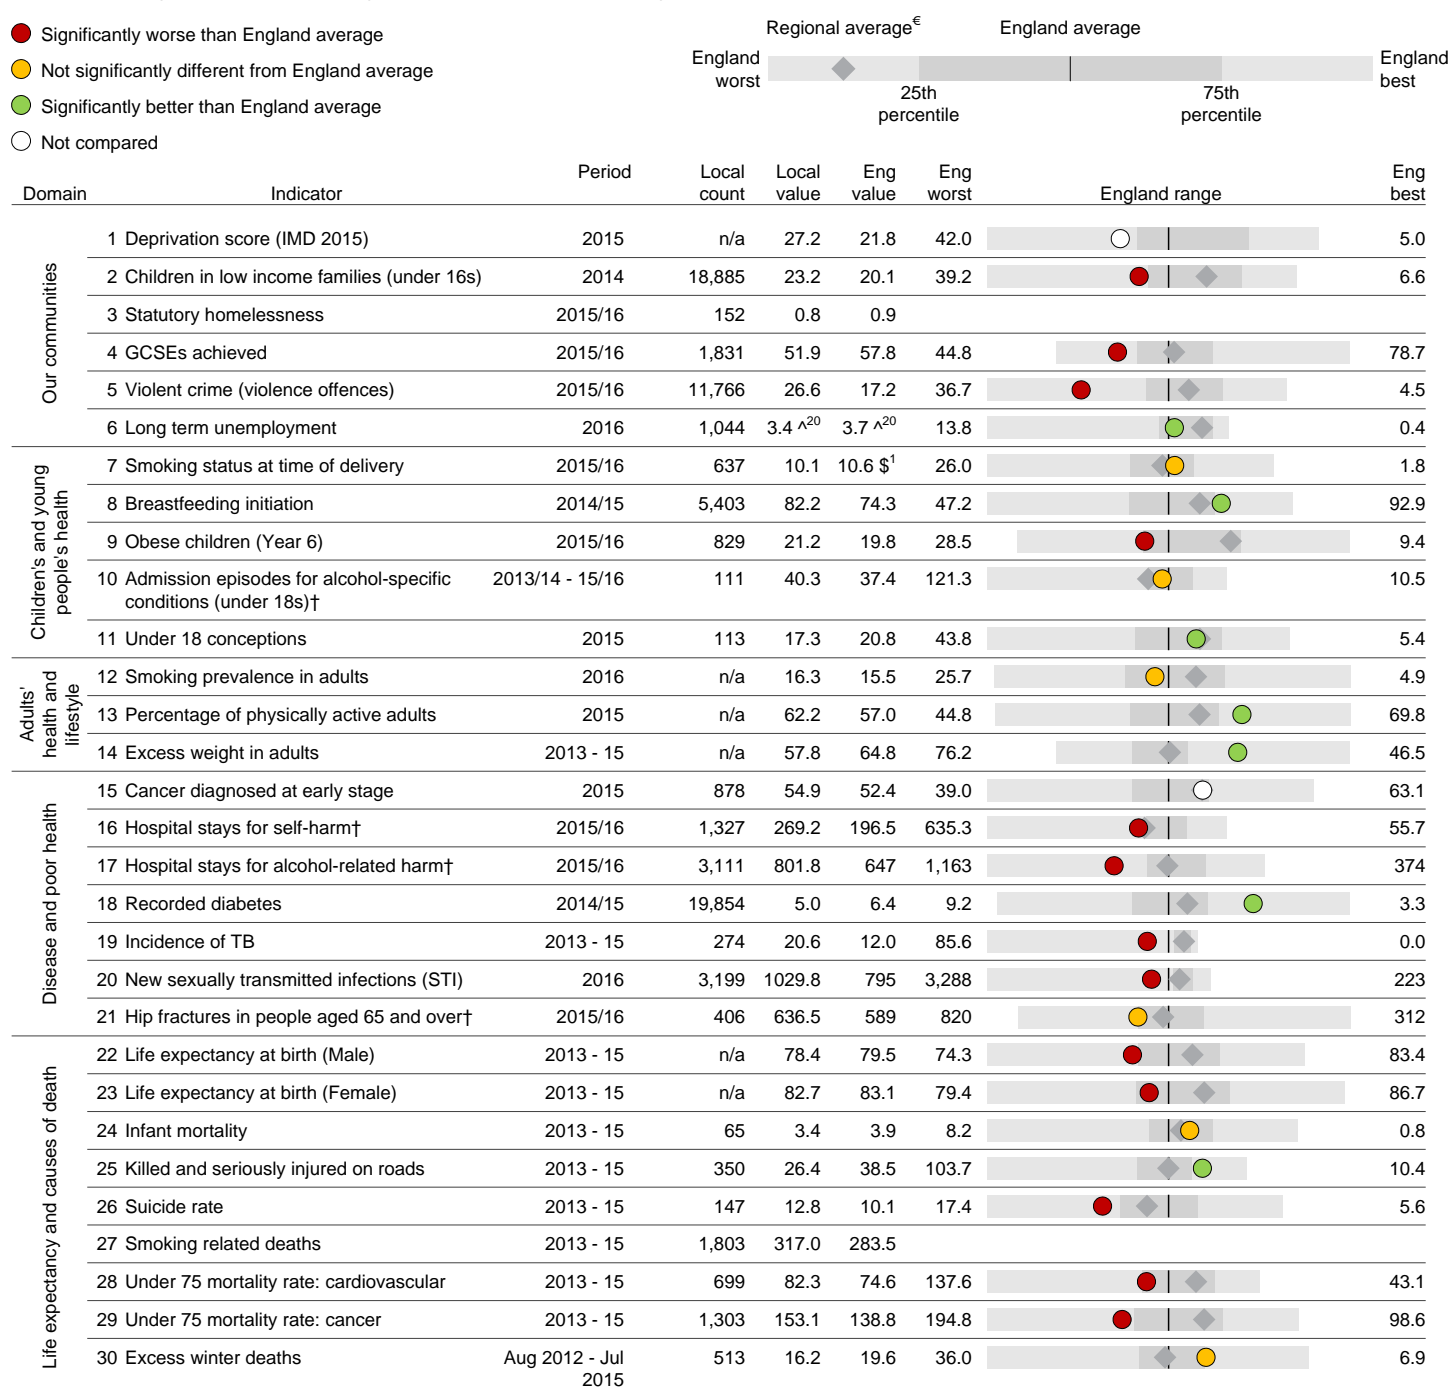 Significantly worse than England average
Not significantly different from England average
Significantly better than England average
Not compared
Regional average€ England average
England worst
England best
25th percentile
75th percentile
Domain Indicator Period Local count Local value Eng value Eng worst England range Eng best
Our communities
1 Deprivation score (IMD 2015) 2015 n/a 27.2 21.8 42.0 5.0
2 Children in low income families (under 16s) 2014 18,885 23.2 20.1 39.2 6.6
3 Statutory homelessness 2015/16 152 0.8 0.9
4 GCSEs achieved 2015/16 1,831 51.9 57.8 44.8 78.7
5 Violent crime (violence offences) 2015/16 11,766 26.6 17.2 36.7 4.5
6 Long term unemployment 2016 1,044 3.4 ^20 3.7 ^20 13.8 0.4
Children's and young people's health
7 Smoking status at time of delivery 2015/16 637 10.1 10.6 $1 26.0 1.8
8 Breastfeeding initiation 2014/15 5,403 82.2 74.3 47.2 92.9
9 Obese children (Year 6) 2015/16 829 21.2 19.8 28.5 9.4
10 Admission episodes for alcohol-specific 2013/14 - 15/16 111 40.3 37.4 121.3 10.5
conditions (under 18s)†
11 Under 18 conceptions 2015 113 17.3 20.8 43.8 5.4
Adults' health and lifestyle
12 Smoking prevalence in adults 2016 n/a 16.3 15.5 25.7 4.9
13 Percentage of physically active adults 2015 n/a 62.2 57.0 44.8 69.8
14 Excess weight in adults 2013 - 15 n/a 57.8 64.8 76.2 46.5
Disease and poor health
15 Cancer diagnosed at early stage 2015 878 54.9 52.4 39.0 63.1
16 Hospital stays for self-harm† 2015/16 1,327 269.2 196.5 635.3 55.7
17 Hospital stays for alcohol-related harm† 2015/16 3,111 801.8 647 1,163 374
18 Recorded diabetes 2014/15 19,854 5.0 6.4 9.2 3.3
19 Incidence of TB 2013 - 15 274 20.6 12.0 85.6 0.0
20 New sexually transmitted infections (STI) 2016 3,199 1029.8 795 3,288 223
21 Hip fractures in people aged 65 and over† 2015/16 406 636.5 589 820 312
Life expectancy and causes of death
22 Life expectancy at birth (Male) 2013 - 15 n/a 78.4 79.5 74.3 83.4
23 Life expectancy at birth (Female) 2013 - 15 n/a 82.7 83.1 79.4 86.7
24 Infant mortality 2013 - 15 65 3.4 3.9 8.2 0.8
25 Killed and seriously injured on roads 2013 - 15 350 26.4 38.5 103.7 10.4
26 Suicide rate 2013 - 15 147 12.8 10.1 17.4 5.6
27 Smoking related deaths 2013 - 15 1,803 317.0 283.5
28 Under 75 mortality rate: cardiovascular 2013 - 15 699 82.3 74.6 137.6 43.1
29 Under 75 mortality rate: cancer 2013 - 15 1,303 153.1 138.8 194.8 98.6
30 Excess winter deaths Aug 2012 - Jul 513 16.2 19.6 36.0 6.9
2015